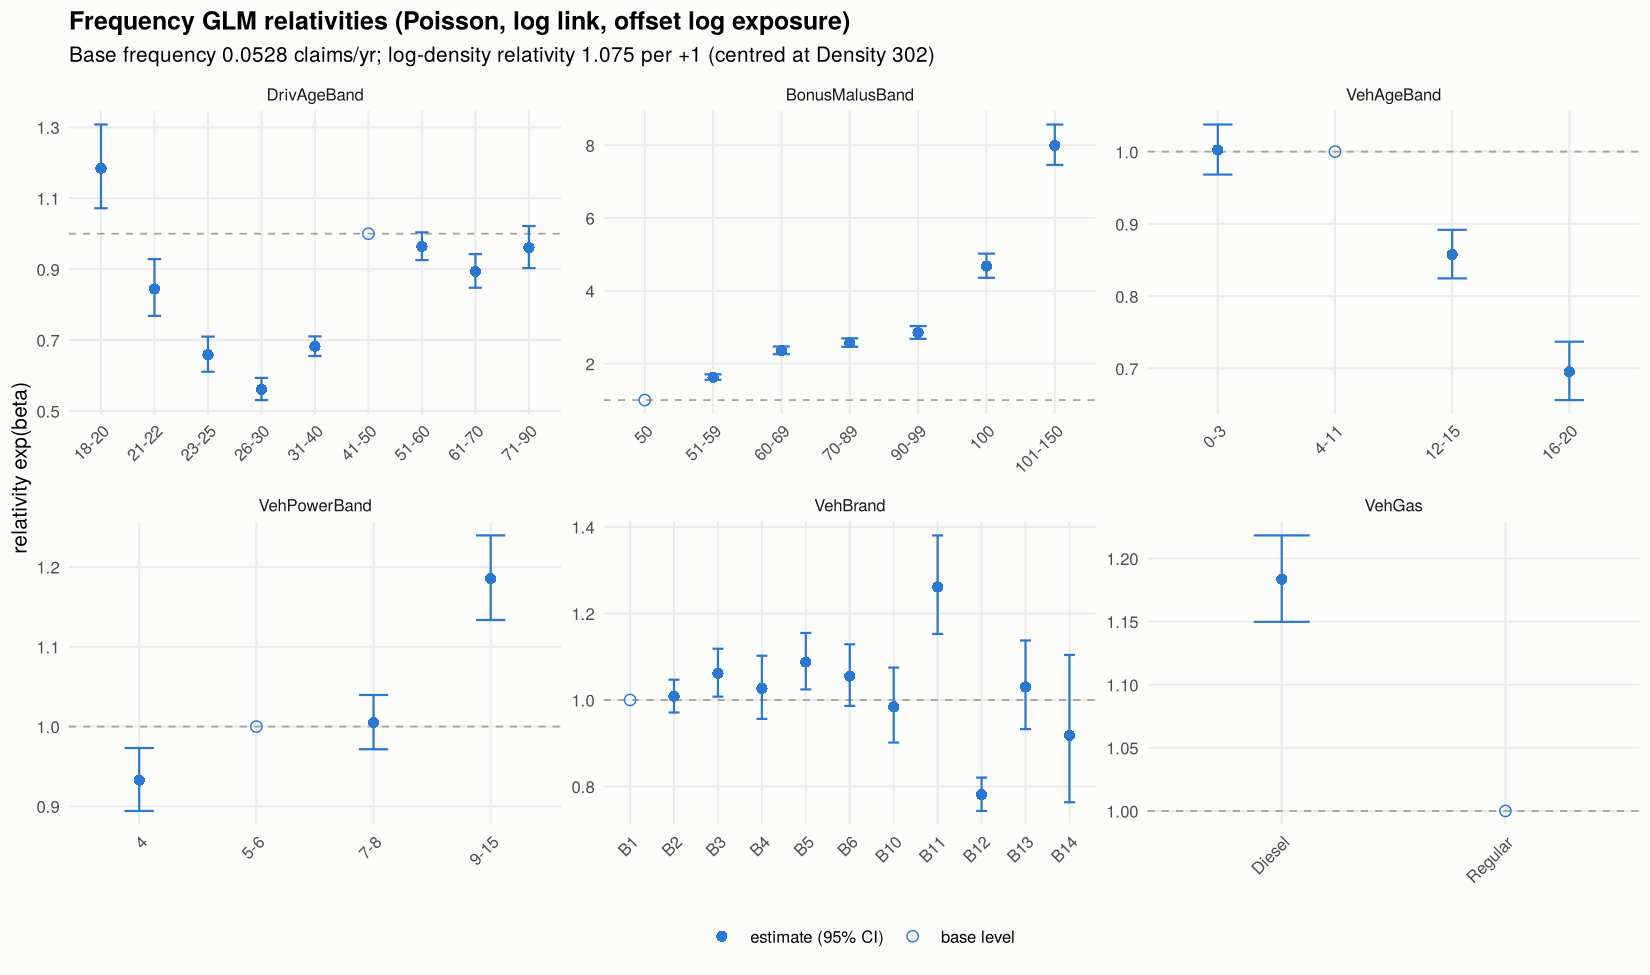 Frequency GLM relativities (Poisson, log link, offset log exposure)
Base frequency 0.0528 claims/yr; log-density relativity 1.075 per +1 (centred at Density 302)
relativity exp(beta)
DrivAgeBand
1.3
1.1
0.9
0.7
0.5
18-20
21-22
23-25
26-30
31-40
41-50
51-60
61-70
71-90
BonusMalusBand
8
6
4
2
50
51-59
60-69
70-89
90-99
100
101-150
VehAgeBand
1.0
0.9
0.8
0.7
0-3
4-11
12-15
16-20
VehPowerBand
1.2
1.1
1.0
0.9
4
5-6
7-8
9-15
VehBrand
1.4
1.2
1.0
0.8
B1
B2
B3
B4
B5
B6
B10
B11
B12
B13
B14
VehGas
1.20
1.15
1.10
1.05
1.00
Diesel
Regular
estimate (95% CI)
base level